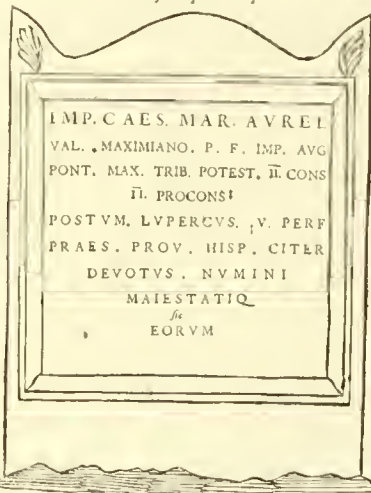 IMP. CAES. MAR. AVREL
VAL. MAXIMIANO. P. F. IMP. AVG
PONT. MAX. TRIB. POTEST. II. CONS
II. PROCONS
POSTVM. LVPERCVS. V. PERF
PRAES. PROV. HISP. CITER
DEVOTVS. NVMINI
MAIESTATIQ
sic
EORVM